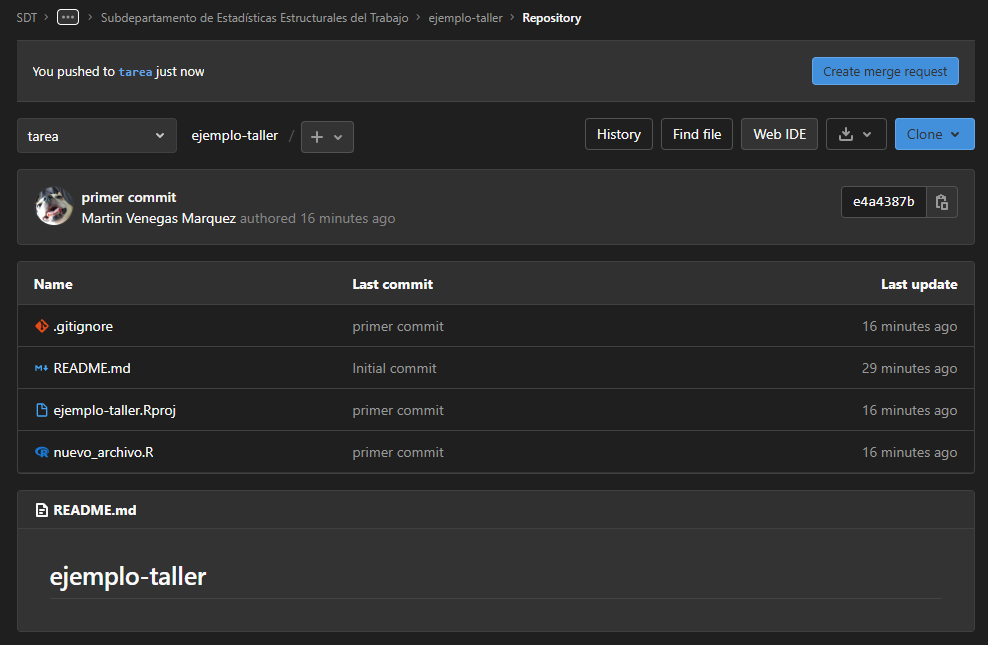 SDT > ··· > Subdepartamento de Estadísticas Estructurales del Trabajo > ejemplo-taller > Repository
You pushed to tarea just now
Create merge request
tarea ejemplo-taller / + History Find file Web IDE Clone
primer commit
Martin Venegas Marquez authored 16 minutes ago
e4a4387b
Name Last commit Last update
.gitignore primer commit 16 minutes ago
README.md Initial commit 29 minutes ago
ejemplo-taller.Rproj primer commit 16 minutes ago
nuevo_archivo.R primer commit 16 minutes ago
README.md
ejemplo-taller